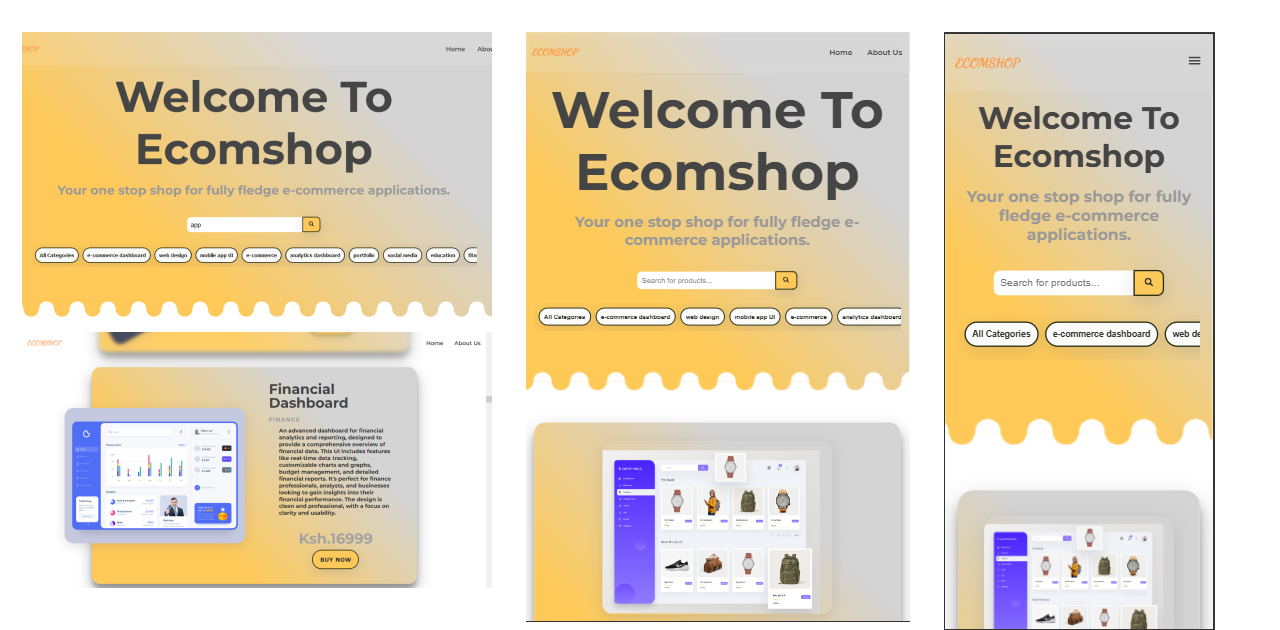 HOP
Home
Welcome To
Ecomshop
Your one stop shop for fully fledge e-commerce applications.
app
All Categories
e-commerce dashboard
web design
mobile app UI
e-commerce
analytics dashboard
portfolio
social media
education
ECOMSHOP
Home
About Us
Financial
Dashboard
FINANCE
An advanced dashboard for financial
analytics and reporting, designed to
provide a comprehensive overview of
financial data. This UI includes features
like real-time data tracking,
customizable charts and graphs,
budget management, and detailed
financial reports. It's perfect for finance
professionals, analysts, and businesses
looking to gain insights into their
financial performance. The design is
clean and professional, with a focus on
clarity and usability.
Ksh.16999
BUY NOW
ECOMSHOP
Home
About Us
Welcome To
Ecomshop
Your one stop shop for fully fledge e-
commerce applications.
Search for products...
All Categories
e-commerce dashboard
web design
mobile app UI
e-commerce
analytics dashboard
Ecommerce
Product
Best Product
ECOMSHOP
Welcome To
Ecomshop
Your one stop shop for fully
fledge e-commerce
applications.
Search for products...
All Categories
e-commerce dashboard
web de
Ecommerce